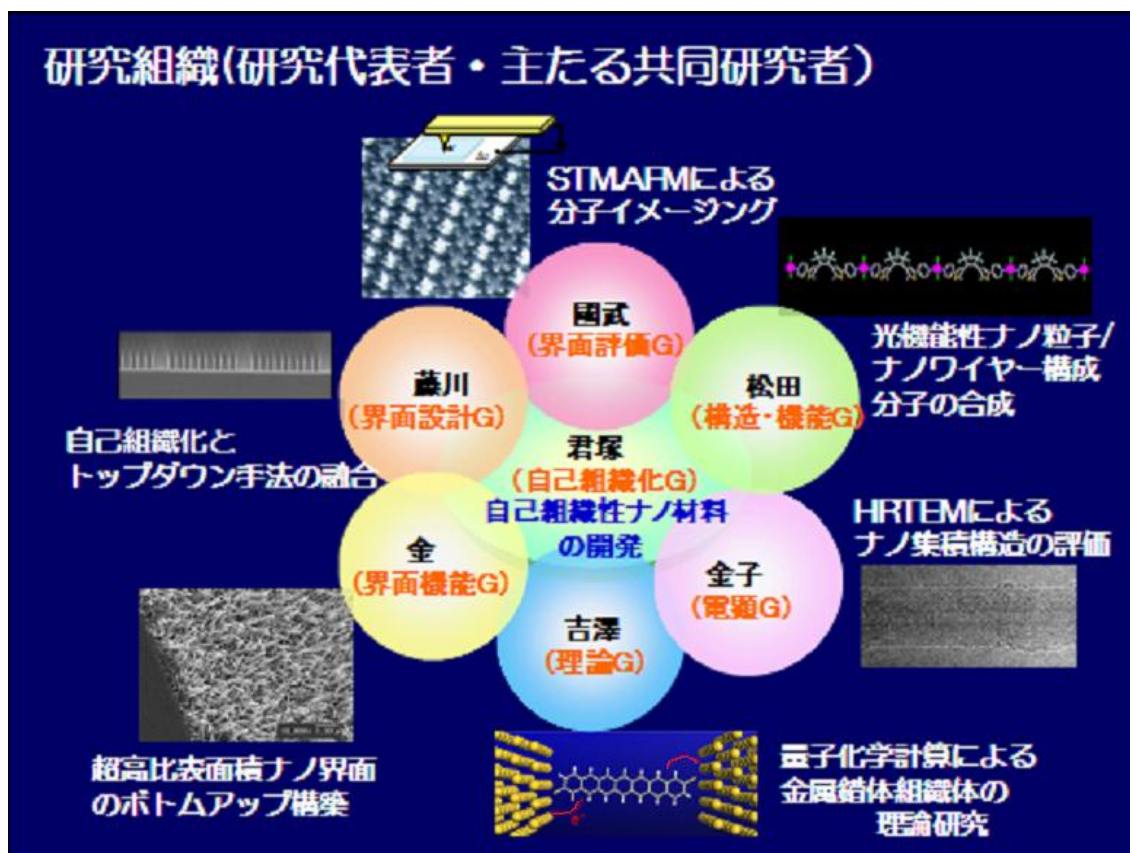 研究組織(研究代表者・主たる共同研究者)
STM.AFMによる
分子イメージング
國武
(界面評価G)
光機能性ナノ粒子/
ナノワイヤー構成
分子の合成
藤川
(界面設計G)
松田
(構造・機能G)
自己組織化と
トップダウン手法の融合
君塚
(自己組織化G)
自己組織性ナノ材料
の開発
HRTEMによる
ナノ集積構造の評価
金
(界面機能G)
金子
(電顕G)
吉澤
(理論G)
超高比表面積ナノ界面
のボトムアップ構築
量子化学計算による
金属錯体組織体の
理論研究